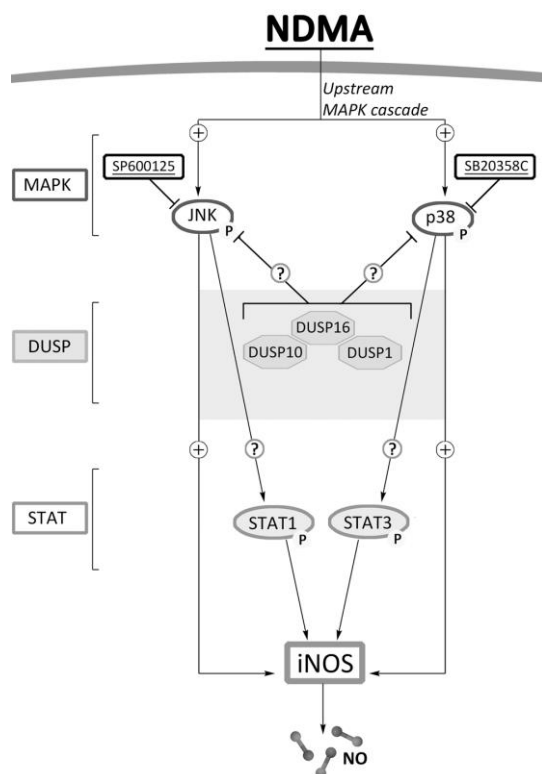 NDMA
Upstream
MAPK cascade
+
+
SP600125
SB20358C
MAPK
JNK
P
p38
P
?
?
DUSP16
DUSP
DUSP10
DUSP1
+
?
?
+
STAT
STAT1
P
STAT3
P
iNOS
NO